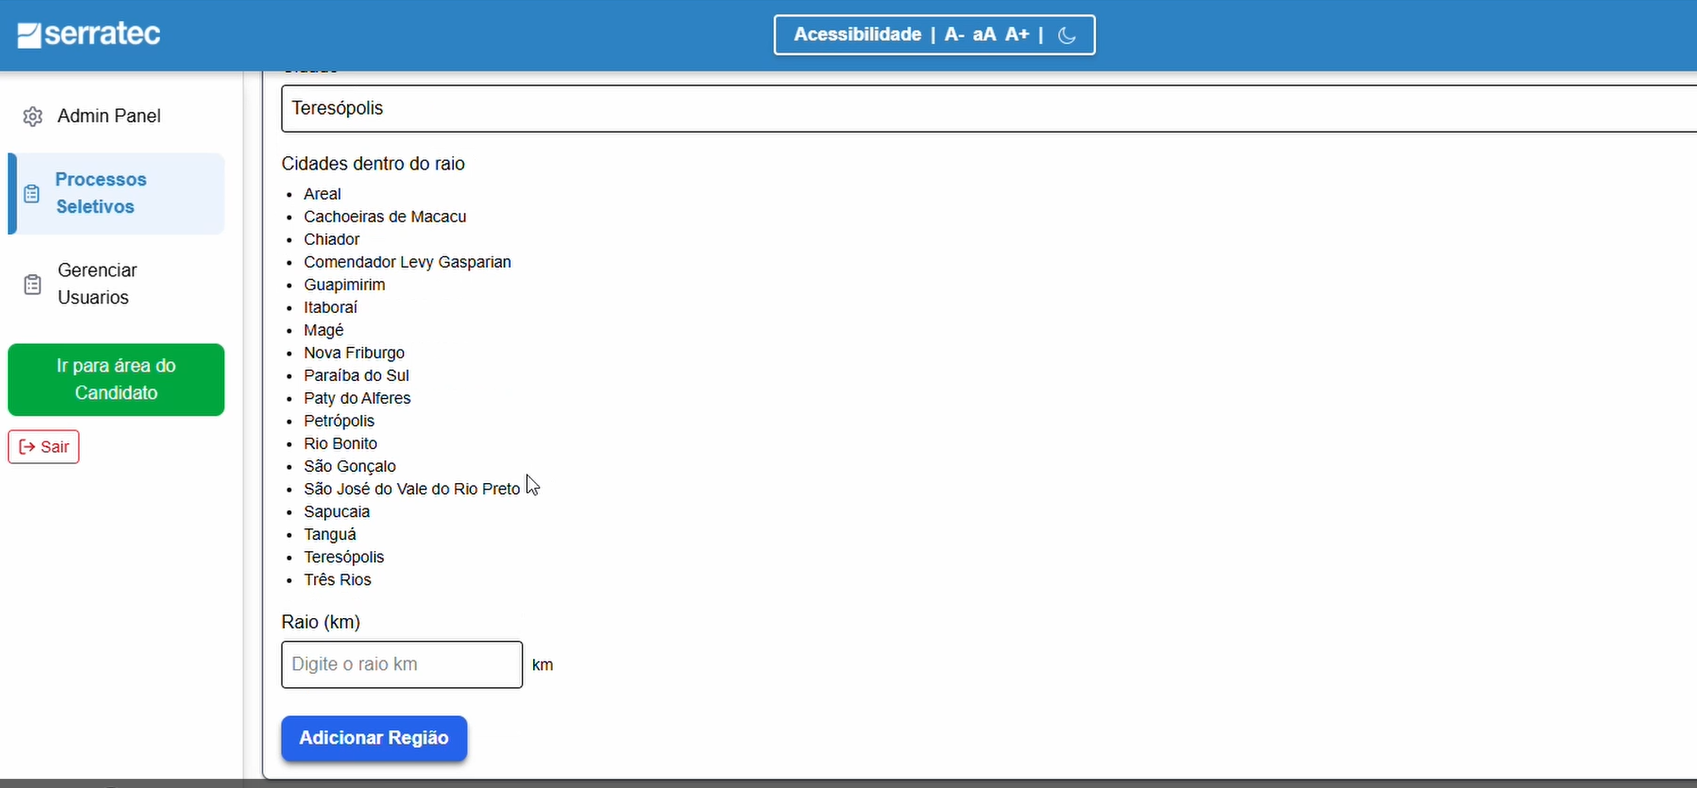 serratec
Acessibilidade | A- aA A+ |
Admin Panel
Processos
Seletivos
Gerenciar
Usuarios
Ir para área do
Candidato
Sair
Teresópolis
Cidades dentro do raio
Areal
Cachoeiras de Macacu
Chiador
Comendador Levy Gasparian
Guapimirim
Itaboraí
Magé
Nova Friburgo
Paraíba do Sul
Paty do Alferes
Petrópolis
Rio Bonito
São Gonçalo
São José do Vale do Rio Preto
Sapucaia
Tanguá
Teresópolis
Três Rios
Raio (km)
Digite o raio km
km
Adicionar Região